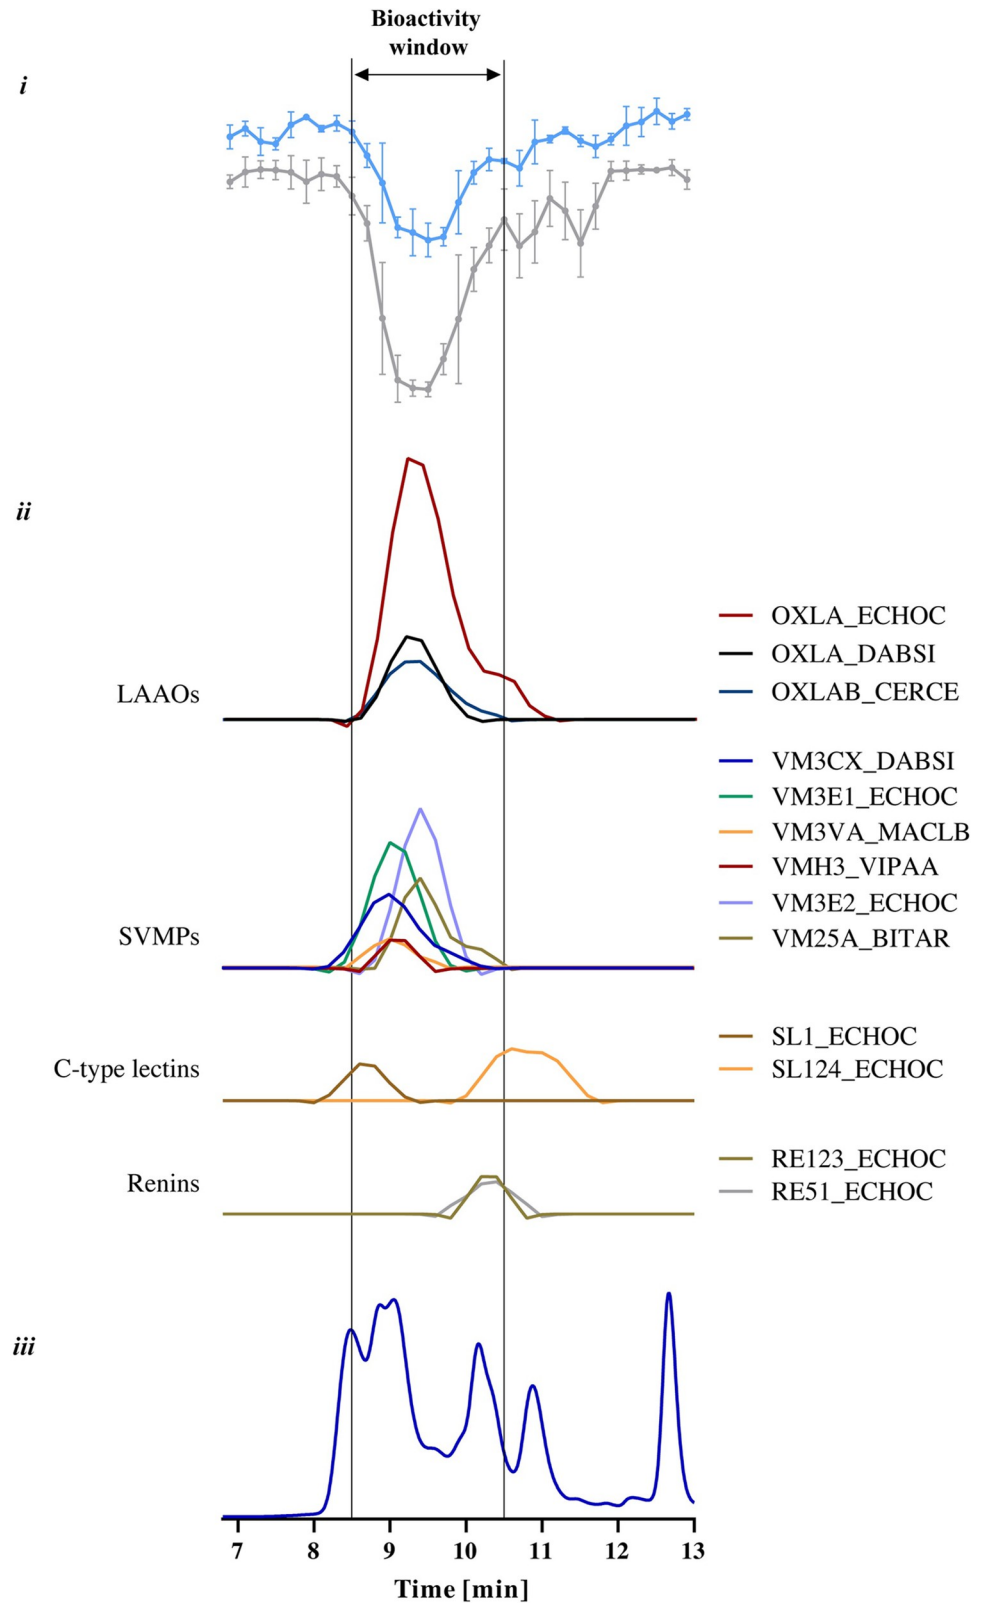 Bioactivity
window
i
ii
OXLA_ECHOC
OXLA_DABSI
OXLAB_CERCE
LAAOs
VM3CX_DABSI
VM3E1_ECHOC
VM3VA_MACLB
VMH3_VIPAA
VM3E2_ECHOC
VM25A_BITAR
SVMPs
SL1_ECHOC
SL124_ECHOC
C-type lectins
RE123_ECHOC
RE51_ECHOC
Renins
iii
7 8 9 10 11 12 13
Time [min]